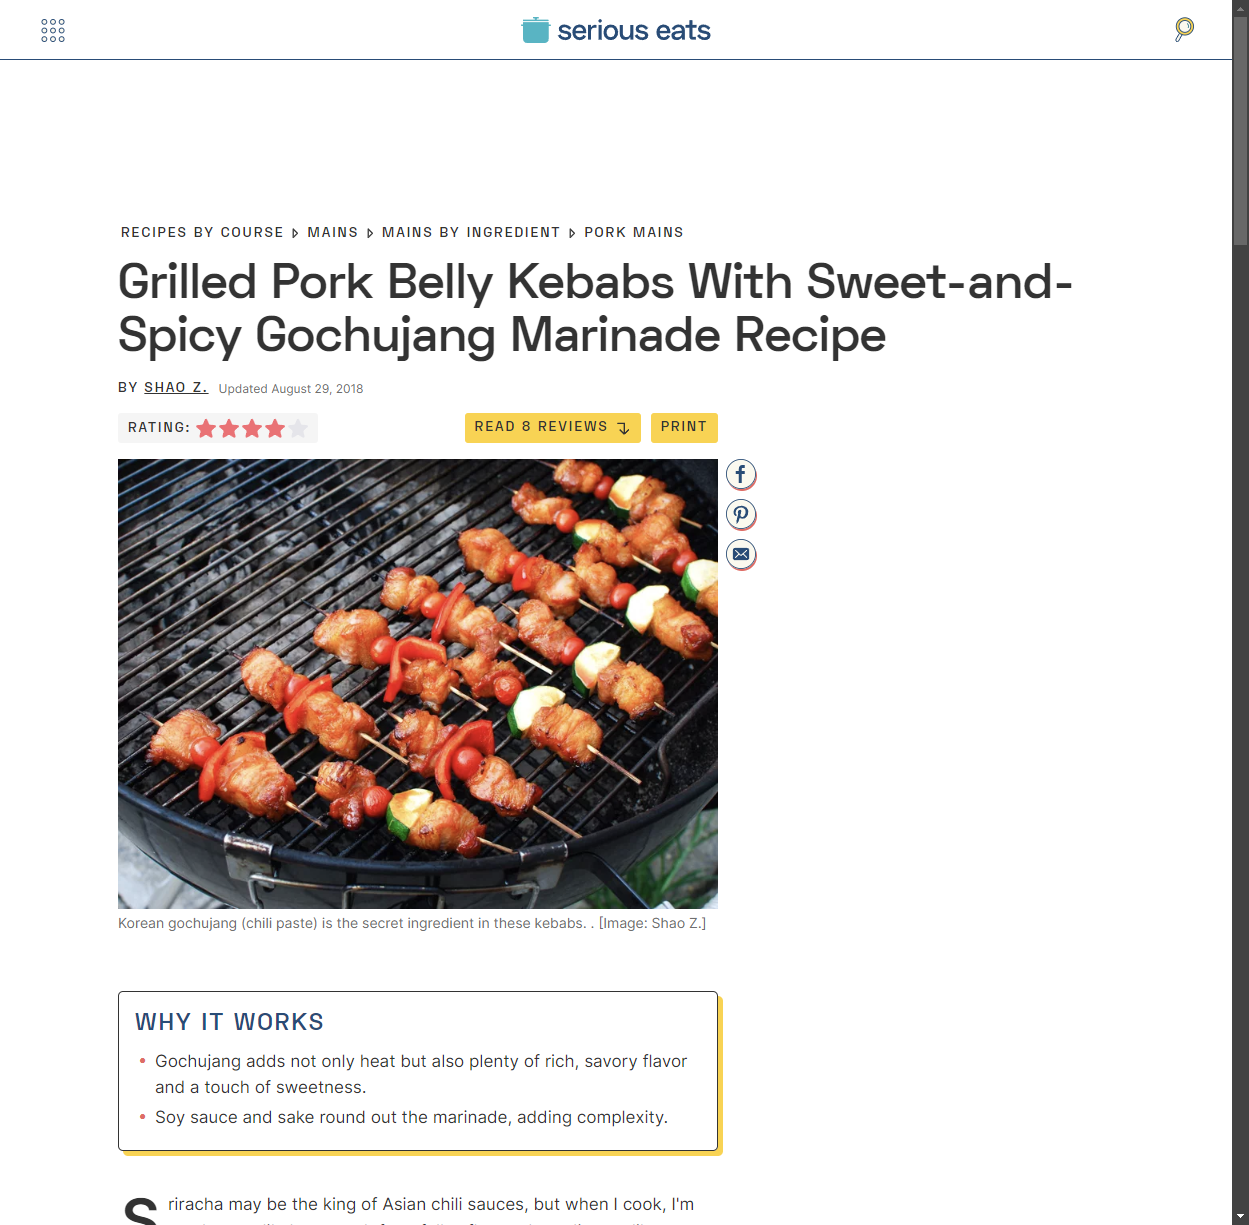 serious eats
RECIPES BY COURSE MAINS MAINS BY INGREDIENT PORK MAINS
Grilled Pork Belly Kebabs With Sweet-and-
Spicy Gochujang Marinade Recipe
BY SHAO Z. Updated August 29, 2018
RATING: READ 8 REVIEWS PRINT
Korean gochujang (chili paste) is the secret ingredient in these kebabs. . [Image: Shao Z.]
WHY IT WORKS
• Gochujang adds not only heat but also plenty of rich, savory flavor
and a touch of sweetness.
• Soy sauce and sake round out the marinade, adding complexity.
Sriracha may be the king of Asian chili sauces, but when I cook, I'm